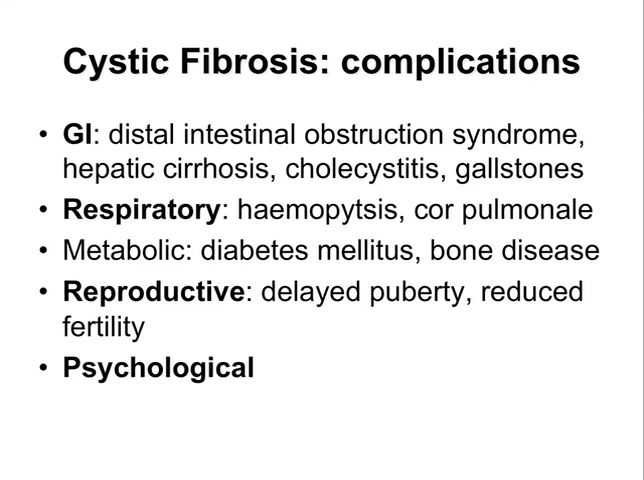 Cystic Fibrosis: complications
• GI: distal intestinal obstruction syndrome,
hepatic cirrhosis, cholecystitis, gallstones
• Respiratory: haemopytsis, cor pulmonale
• Metabolic: diabetes mellitus, bone disease
• Reproductive: delayed puberty, reduced
fertility
• Psychological